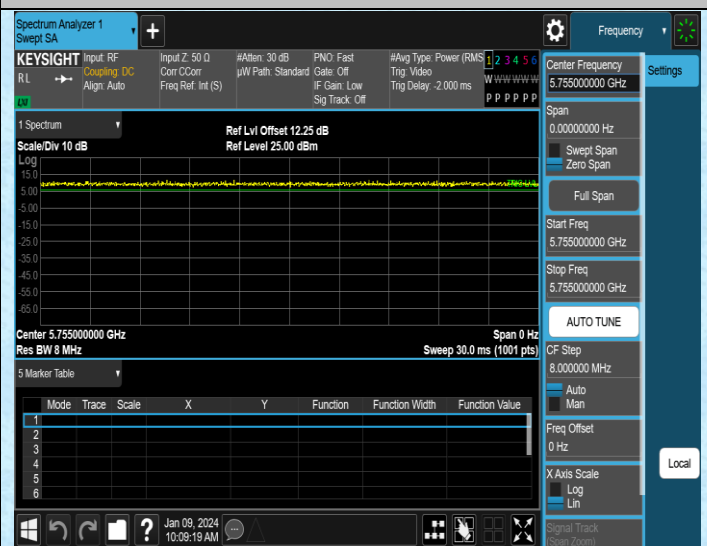 Spectrum Analyzer 1
Swept SA
+
Frequency
KEYSIGHT
RL
LXI
Input: RF
Coupling: DC
Align: Auto
Input Z: 50 Ω
Corr CCorr
Freq Ref: Int (S)
#Atten: 30 dB
µW Path: Standard
PNO: Fast
Gate: Off
IF Gain: Low
Sig Track: Off
#Avg Type: Power (RMS
Trig: Video
Trig Delay: -2.000 ms
1 2 3 4 5 6
W W W W W W
P P P P P P
1 Spectrum
Scale/Div 10 dB
Ref Lvl Offset 12.25 dB
Ref Level 25.00 dBm
Log
15.0
5.00
-5.00
-15.0
-25.0
-35.0
-45.0
-55.0
-65.0
Center 5.755000000 GHz
Res BW 8 MHz
Span 0 Hz
Sweep 30.0 ms (1001 pts)
5 Marker Table
Mode Trace Scale X Y Function Function Width Function Value
1
2
3
4
5
6
?
Jan 09, 2024
10:09:19 AM
Center Frequency
5.755000000 GHz
Span
0.00000000 Hz
Swept Span
Zero Span
Full Span
Start Freq
5.755000000 GHz
Stop Freq
5.755000000 GHz
AUTO TUNE
CF Step
8.000000 MHz
Auto
Man
Freq Offset
0 Hz
X Axis Scale
Log
Lin
Signal Track
(Span Zoom)
Settings
Local